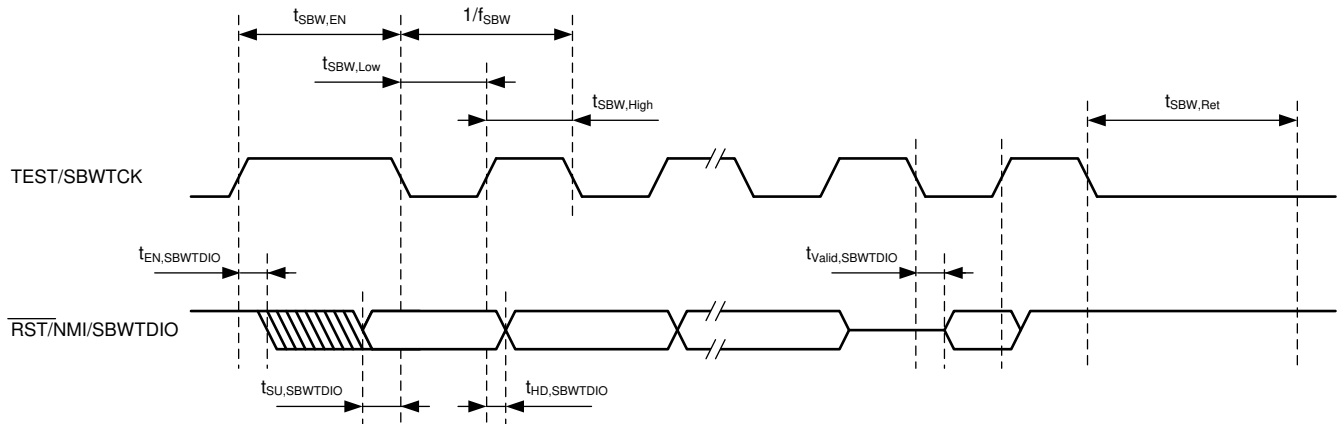 tSBW,EN
1/fSBW
tSBW,Low
tSBW,High
tSBW,Ret
TEST/SBWTCK
tEN,SBWTDIO
tValid,SBWTDIO
RST/NMI/SBWTDIO
tSU,SBWTDIO
tHD,SBWTDIO